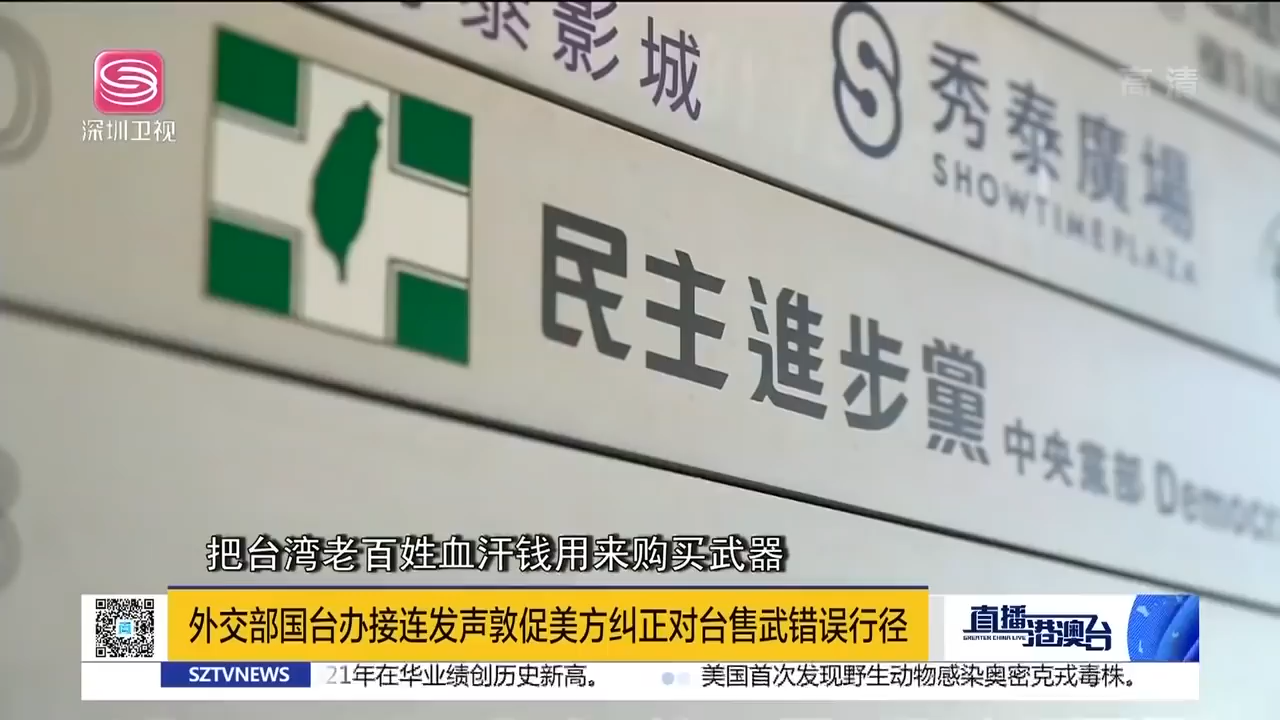 泰影城
秀泰廣場
SHOWTIME PLAZA
高清
深圳卫视
民主進步黨
中央黨部
把台湾老百姓血汗钱用来购买武器
外交部国台办接连发声敦促美方纠正对台售武错误行径
直播港澳台
GREATER CHINA LIVE
SZTVNEWS
21年在华业绩创历史新高。
美国首次发现野生动物感染奥密克戎毒株。